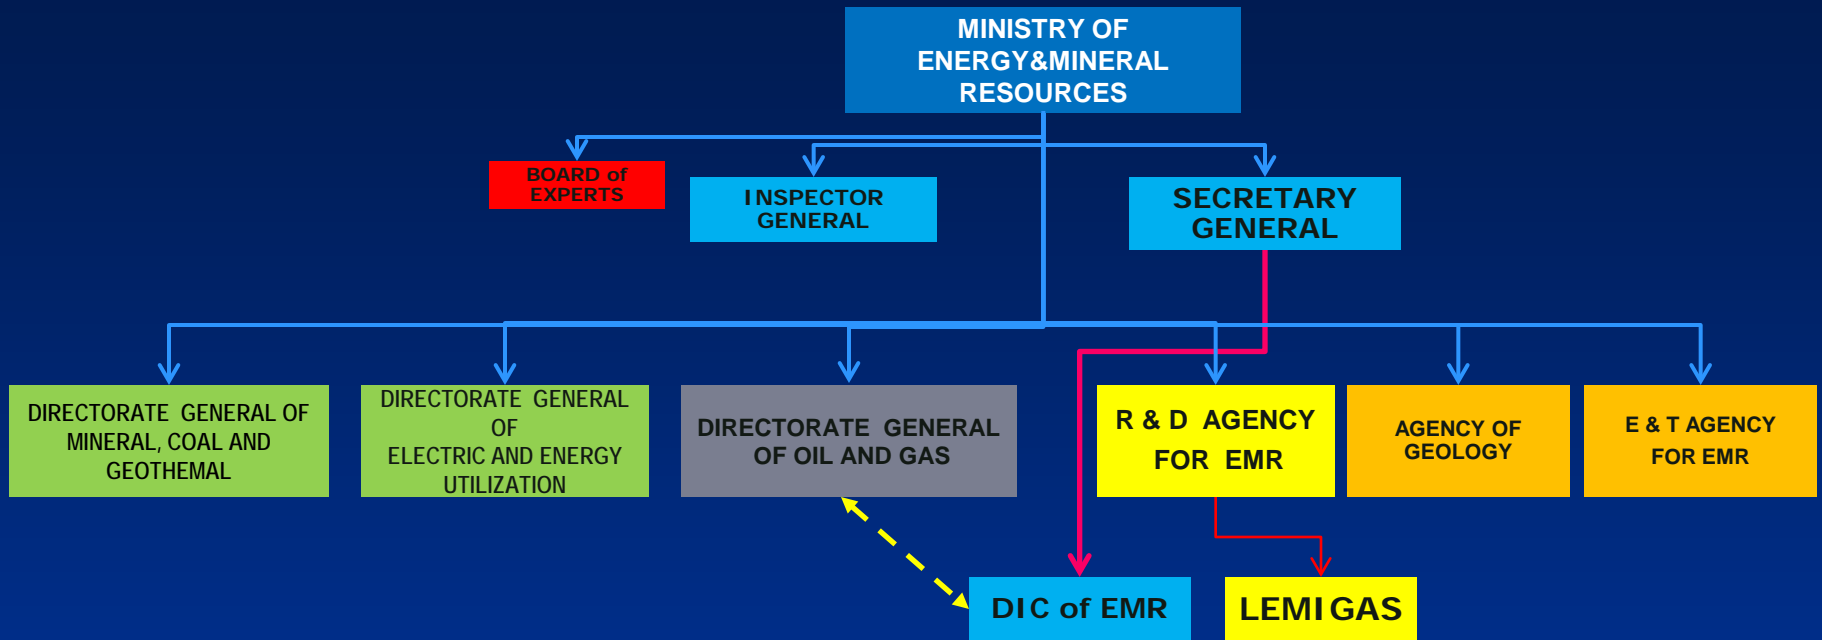 MINISTRY OF
ENERGY&MINERAL
RESOURCES
BOARD of
EXPERTS
INSPECTOR
GENERAL
SECRETARY
GENERAL
DIRECTORATE GENERAL OF
MINERAL, COAL AND
GEOTHEMAL
DIRECTORATE GENERAL
OF
ELECTRIC AND ENERGY
UTILIZATION
DIRECTORATE GENERAL
OF OIL AND GAS
R & D AGENCY
FOR EMR
AGENCY OF
GEOLOGY
E & T AGENCY
FOR EMR
DIC of EMR
LEMIGAS